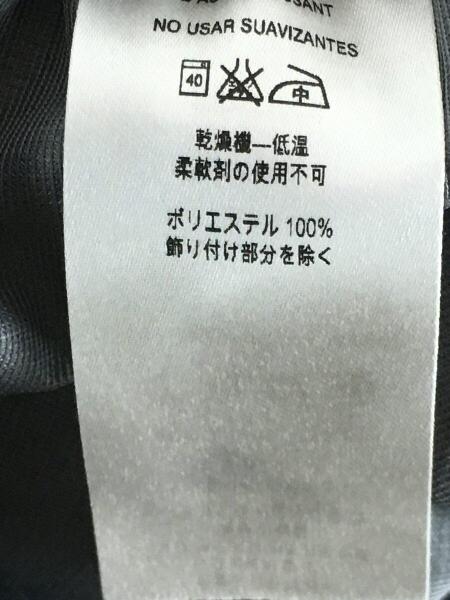 NO USAR SUAVIZANTES
40 中
乾燥機—低温
柔軟剤の使用不可
ポリエステル 100%
飾り付け部分を除く